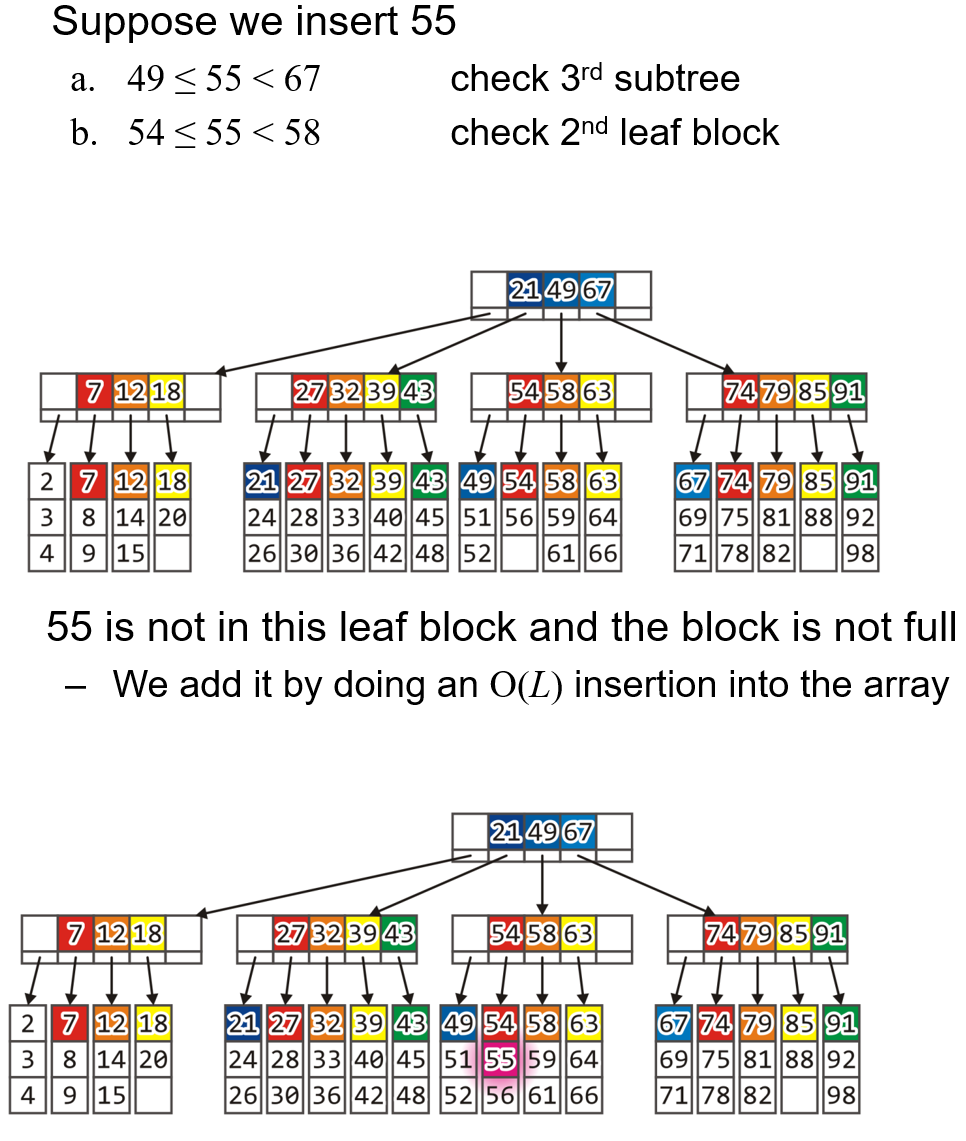 Suppose we insert 55
a. 49 ≤ 55 < 67 check 3rd subtree
b. 54 ≤ 55 < 58 check 2nd leaf block
21 49 67
7 12 18 27 32 39 43 54 58 63 74 79 85 91
2 7 12 18 21 27 32 39 43 49 54 58 63 67 74 79 85 91
3 8 14 20 24 28 33 40 45 51 56 59 64 69 75 81 88 92
4 9 15 26 30 36 42 48 52 61 66 71 78 82 98
55 is not in this leaf block and the block is not full
– We add it by doing an O(L) insertion into the array
21 49 67
7 12 18 27 32 39 43 54 58 63 74 79 85 91
2 7 12 18 21 27 32 39 43 49 54 58 63 67 74 79 85 91
3 8 14 20 24 28 33 40 45 51 55 59 64 69 75 81 88 92
4 9 15 26 30 36 42 48 52 56 61 66 71 78 82 98